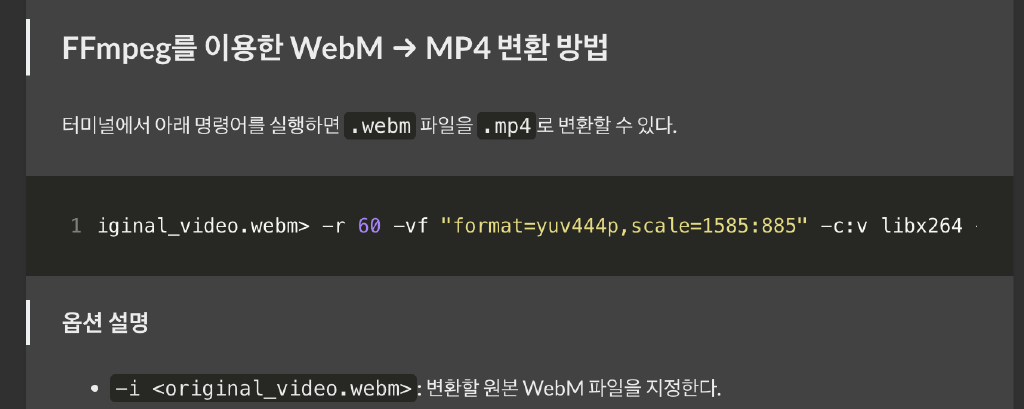 FFmpeg를 이용한 WebM → MP4 변환 방법
터미널에서 아래 명령어를 실행하면 .webm 파일을 .mp4로 변환할 수 있다.
1 iginal_video.webm> -r 60 -vf "format=yuv444p,scale=1585:885" -c:v libx264
옵션 설명
• -i <original_video.webm>: 변환할 원본 WebM 파일을 지정한다.